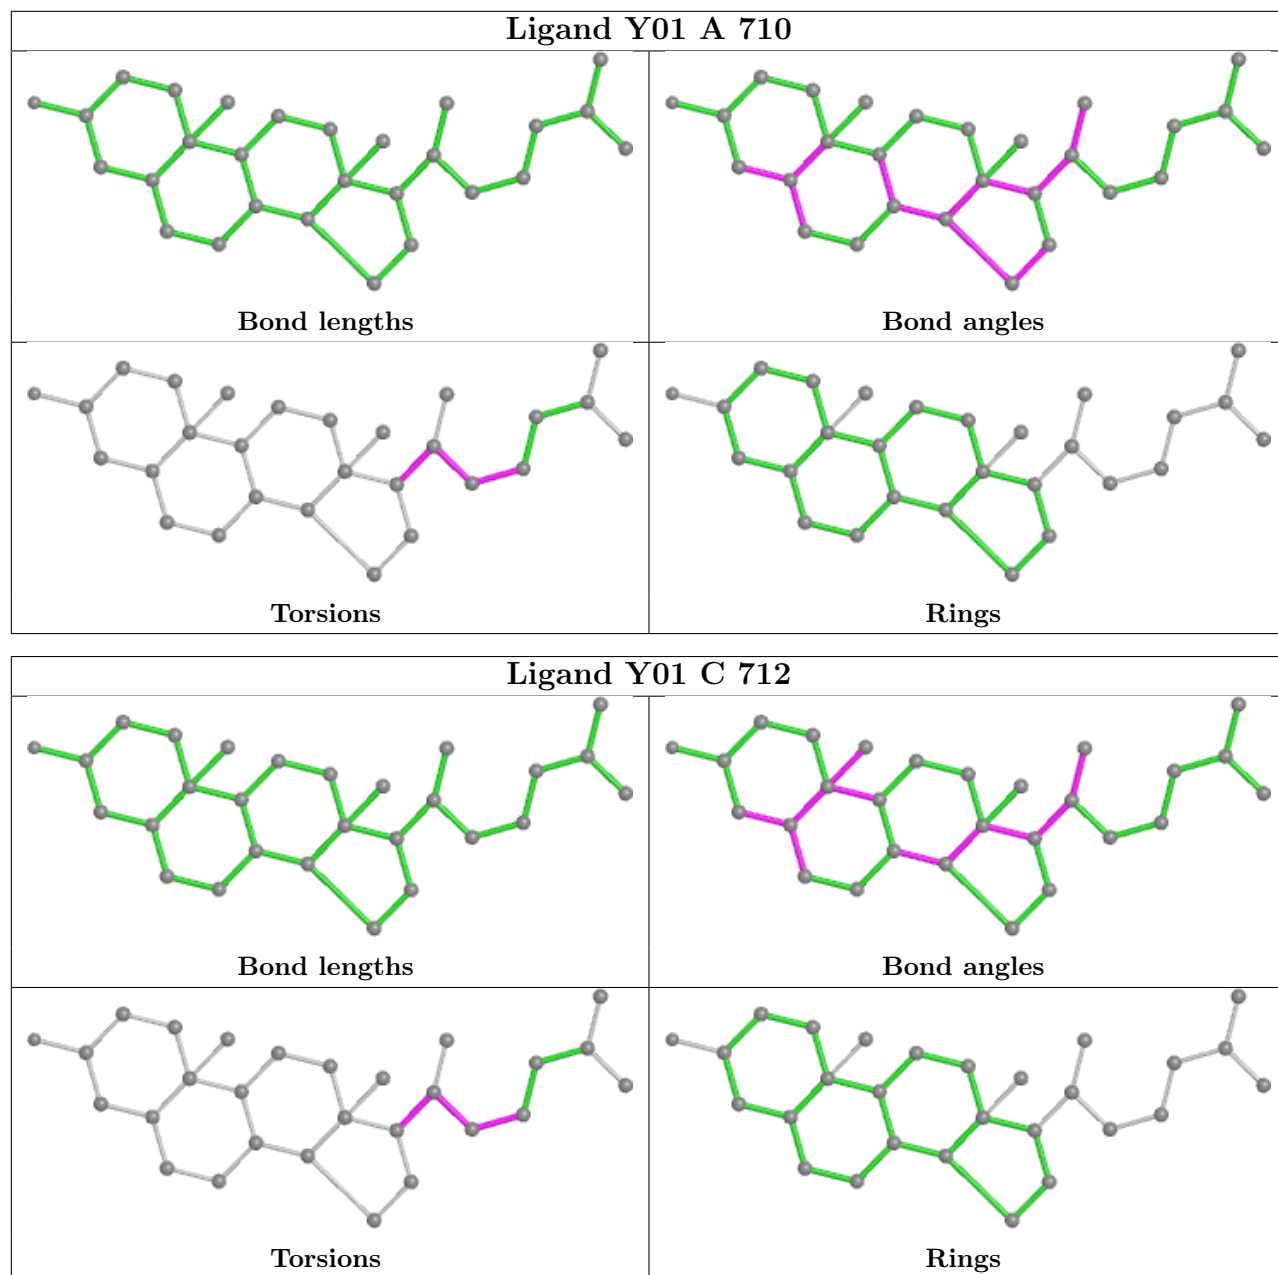 Ligand Y01 A 710
Bond lengths
Bond angles
Torsions
Rings
Ligand Y01 C 712
Bond lengths
Bond angles
Torsions
Rings